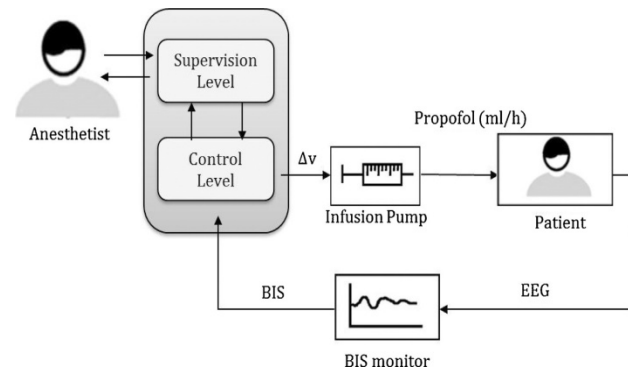 Supervision
Level
Anesthetist
Control
Level
Δv
Propofol (ml/h)
Infusion Pump
Patient
BIS
EEG
BIS monitor